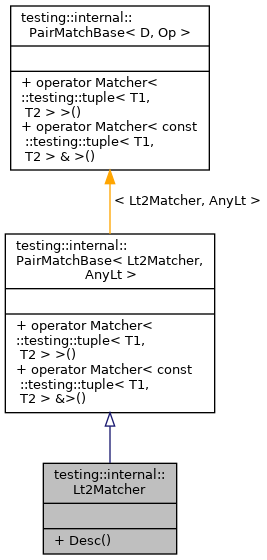 testing::internal::
PairMatchBase< D, Op >
+ operator Matcher<
::testing::tuple< T1,
T2 > >()
+ operator Matcher< const
::testing::tuple< T1,
T2 > & >()
< Lt2Matcher, AnyLt >
testing::internal::
PairMatchBase< Lt2Matcher,
AnyLt >
+ operator Matcher<
::testing::tuple< T1,
T2 > >()
+ operator Matcher< const
::testing::tuple< T1,
T2 > &>()
testing::internal::
Lt2Matcher
+ Desc()